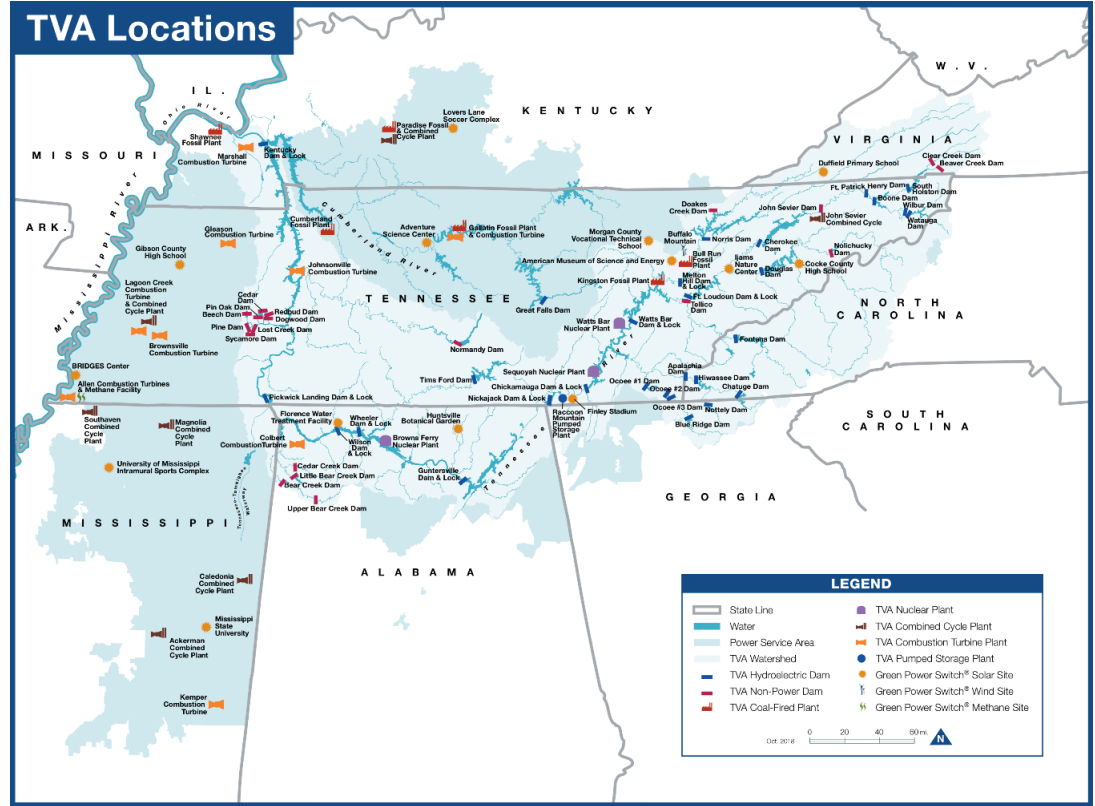 TVA Locations
W. V.
I L .
Ohio River
KENTUCKY
Lovers Lane
Soccer Complex
Paradise Fossil
& Combined
Cycle Plant
Shawnee
Fossil Plant
Marshall
Combustion Turbine
Kentucky
Dam & Lock
MISSOURI
VIRGINIA
Duffield Primary School
Clear Creek Dam
Beaver Creek Dam
Ft. Patrick Henry Dam
South
Holston Dam
Boone Dam
Wilbur Dam
Watauga
Dam
Mississippi River
ARK.
Gleason
Combustion Turbine
Gibson County
High School
Cumberland
Fossil Plant
Cumberland River
Adventure
Science Center
Gallatin Fossil Plant
& Combustion Turbine
Doakes
Creek Dam
John Sevier Dam
John Sevier
Combined Cycle
Morgan County
Vocational Technical
School
Buffalo
Mountain
Norris Dam
Cherokee
Dam
Nolichucky
Dam
American Museum of Science and Energy
Bull Run
Fossil
Plant
Ijams
Nature
Center
Douglas
Dam
Cocke County
High School
Kingston Fossil Plant
Melton
Hill Dam
& Lock
Ft. Loudoun Dam & Lock
Tellico
Dam
Johnsonville
Combustion Turbine
Lagoon Creek
Combustion
Turbine
& Combined
Cycle Plant
Brownsville
Combustion Turbine
TENNESSEE
Cedar
Dam
Pin Oak Dam
Beech Dam
Redbud Dam
Dogwood Dam
Pine Dam
Lost Creek Dam
Sycamore Dam
Great Falls Dam
NORTH
CAROLINA
Watts Bar
Nuclear Plant
Watts Bar
Dam & Lock
Fontana Dam
Normandy Dam
River
BRIDGES Center
Allen Combustion Turbines
& Methane Facility
Tims Ford Dam
Sequoyah Nuclear Plant
Chickamauga Dam & Lock
Nickajack Dam & Lock
Ocoee #1 Dam
Ocoee #2 Dam
Ocoee #3 Dam
Apalachia
Dam
Hiwassee Dam
Chatuge
Dam
Nottely Dam
Blue Ridge Dam
Raccoon
Mountain
Pumped
Storage
Plant
Finley Stadium
Pickwick Landing Dam & Lock
Southaven
Combined
Cycle
Plant
Magnolia
Combined
Cycle
Plant
Florence Water
Treatment Facility
Wheeler
Dam & Lock
Huntsville
Botanical Garden
Colbert
CombustionTurbine
Wilson
Dam
& Lock
Browns Ferry
Nuclear Plant
Tennessee
SOUTH
CAROLINA
University of Mississippi
Intramural Sports Complex
Cedar Creek Dam
Little Bear Creek Dam
Bear Creek Dam
Upper Bear Creek Dam
Guntersville
Dam & Lock
Tennessee-Tombigbee
Waterway
GEORGIA
MISSISSIPPI
ALABAMA
Caledonia
Combined
Cycle Plant
Mississippi
State
University
Ackerman
Combined
Cycle Plant
Kemper
Combustion
Turbine
LEGEND
State Line
Water
Power Service Area
TVA Watershed
TVA Hydroelectric Dam
TVA Non-Power Dam
TVA Coal-Fired Plant
TVA Nuclear Plant
TVA Combined Cycle Plant
TVA Combustion Turbine Plant
TVA Pumped Storage Plant
Green Power Switch® Solar Site
Green Power Switch® Wind Site
Green Power Switch® Methane Site
Oct. 2018
0 20 40 80 mi.
N